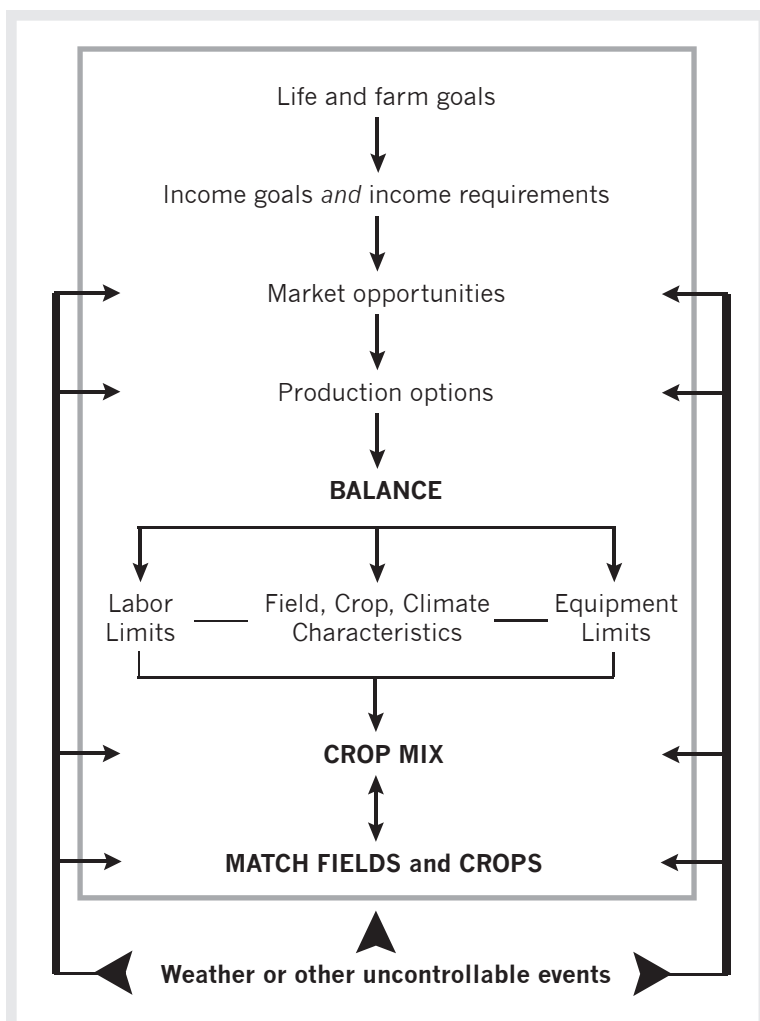 Life and farm goals
Income goals and income requirements
Market opportunities
Production options
BALANCE
Labor
Limits
Field, Crop, Climate
Characteristics
Equipment
Limits
CROP MIX
MATCH FIELDS and CROPS
Weather or other uncontrollable events